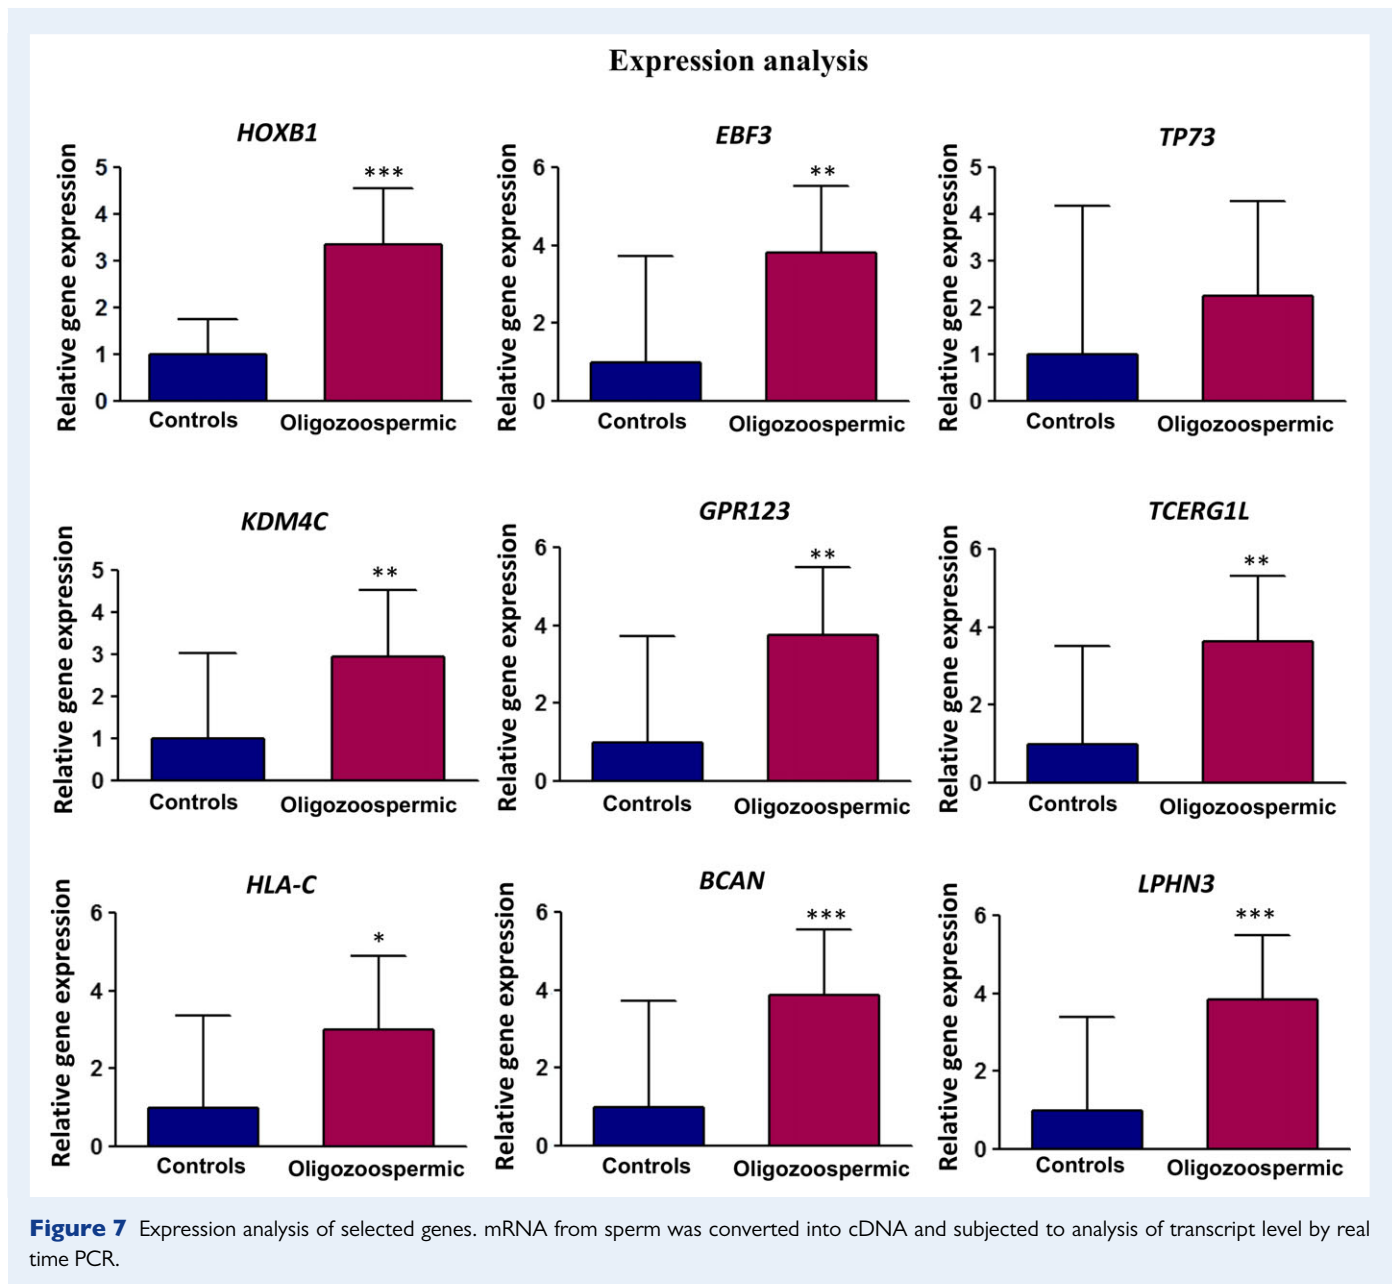 Expression analysis
HOXB1
Relative gene expression
5
4
3
2
1
0
***
Controls
Oligozoospermic
EBF3
Relative gene expression
6
4
2
0
**
Controls
Oligozoospermic
TP73
Relative gene expression
5
4
3
2
1
0
Controls
Oligozoospermic
KDM4C
Relative gene expression
5
4
3
2
1
0
**
Controls
Oligozoospermic
GPR123
Relative gene expression
6
4
2
0
**
Controls
Oligozoospermic
TCERG1L
Relative gene expression
6
4
2
0
**
Controls
Oligozoospermic
HLA-C
Relative gene expression
6
4
2
0
*
Controls
Oligozoospermic
BCAN
Relative gene expression
6
4
2
0
***
Controls
Oligozoospermic
LPHN3
Relative gene expression
6
4
2
0
***
Controls
Oligozoospermic
Figure 7 Expression analysis of selected genes. mRNA from sperm was converted into cDNA and subjected to analysis of transcript level by real
time PCR.